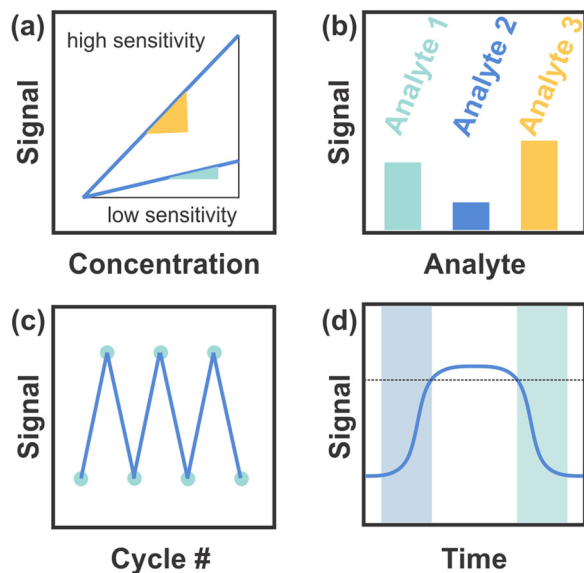 (a)
high sensitivity
low sensitivity
Signal
Concentration
(b)
Analyte 1
Analyte 2
Analyte 3
Signal
Analyte
(c)
Signal
Cycle #
(d)
Signal
Time